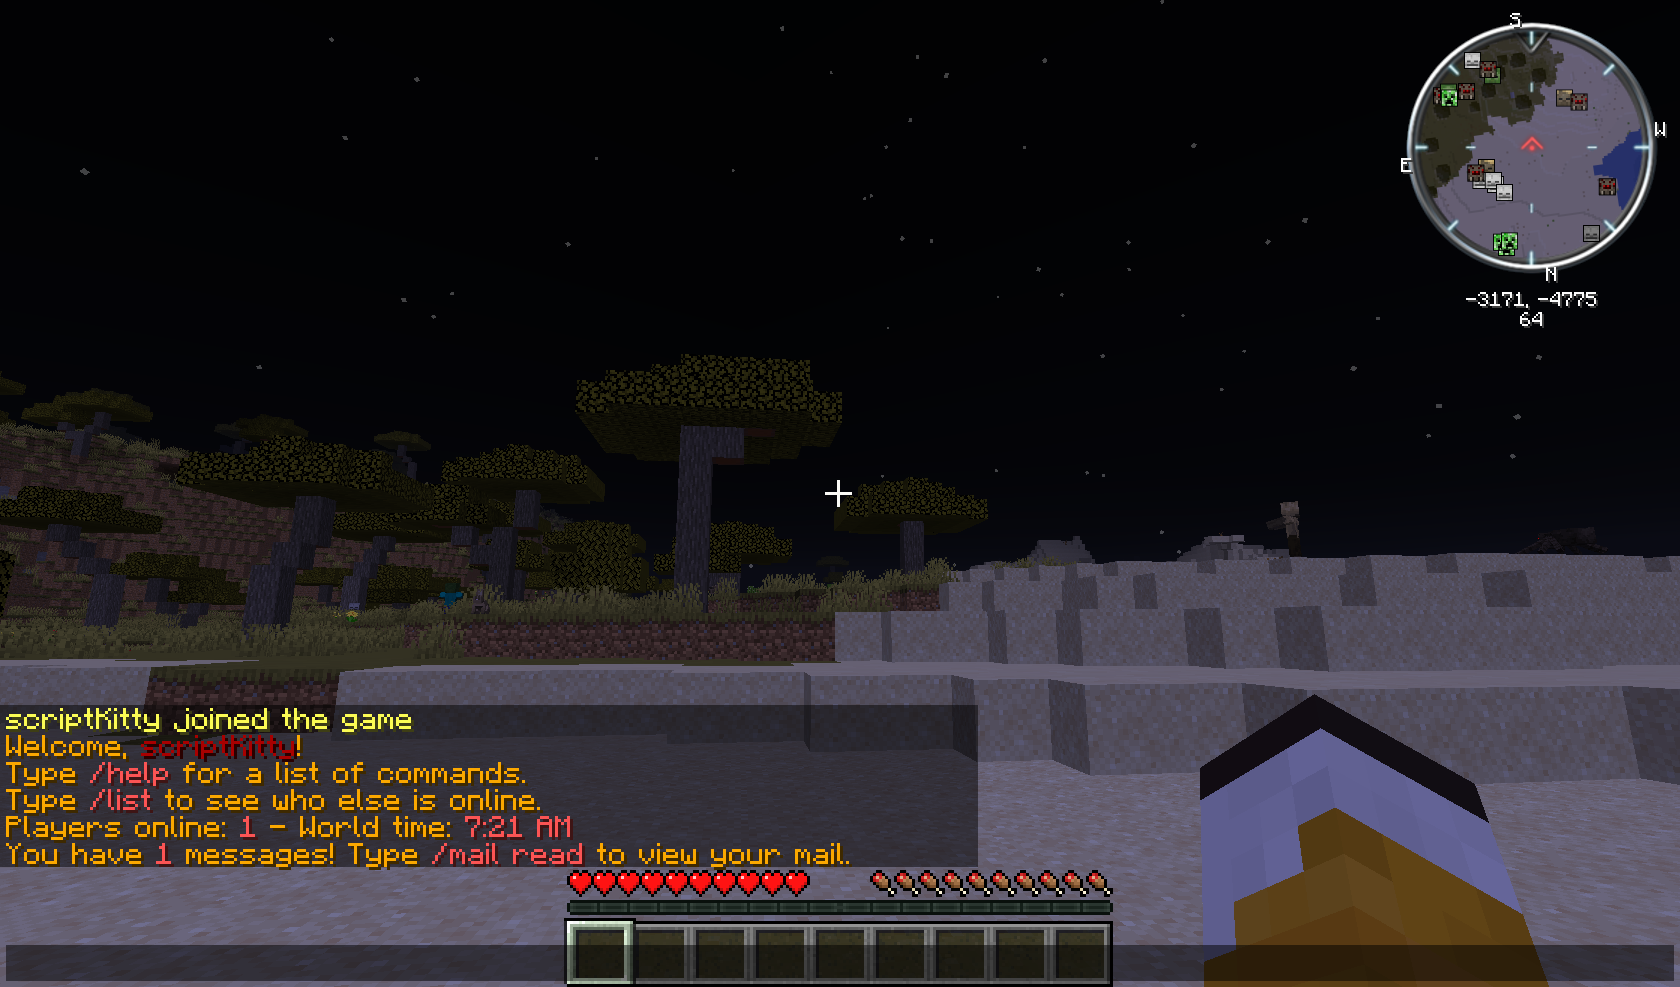 S
W
E
N
-3171, -4775
64
scriptKitty joined the game
Welcome, scriptKitty!
Type /help for a list of commands.
Type /list to see who else is online.
Players online: 1 - World time: 7:21 AM
You have 1 messages! Type /mail read to view your mail.